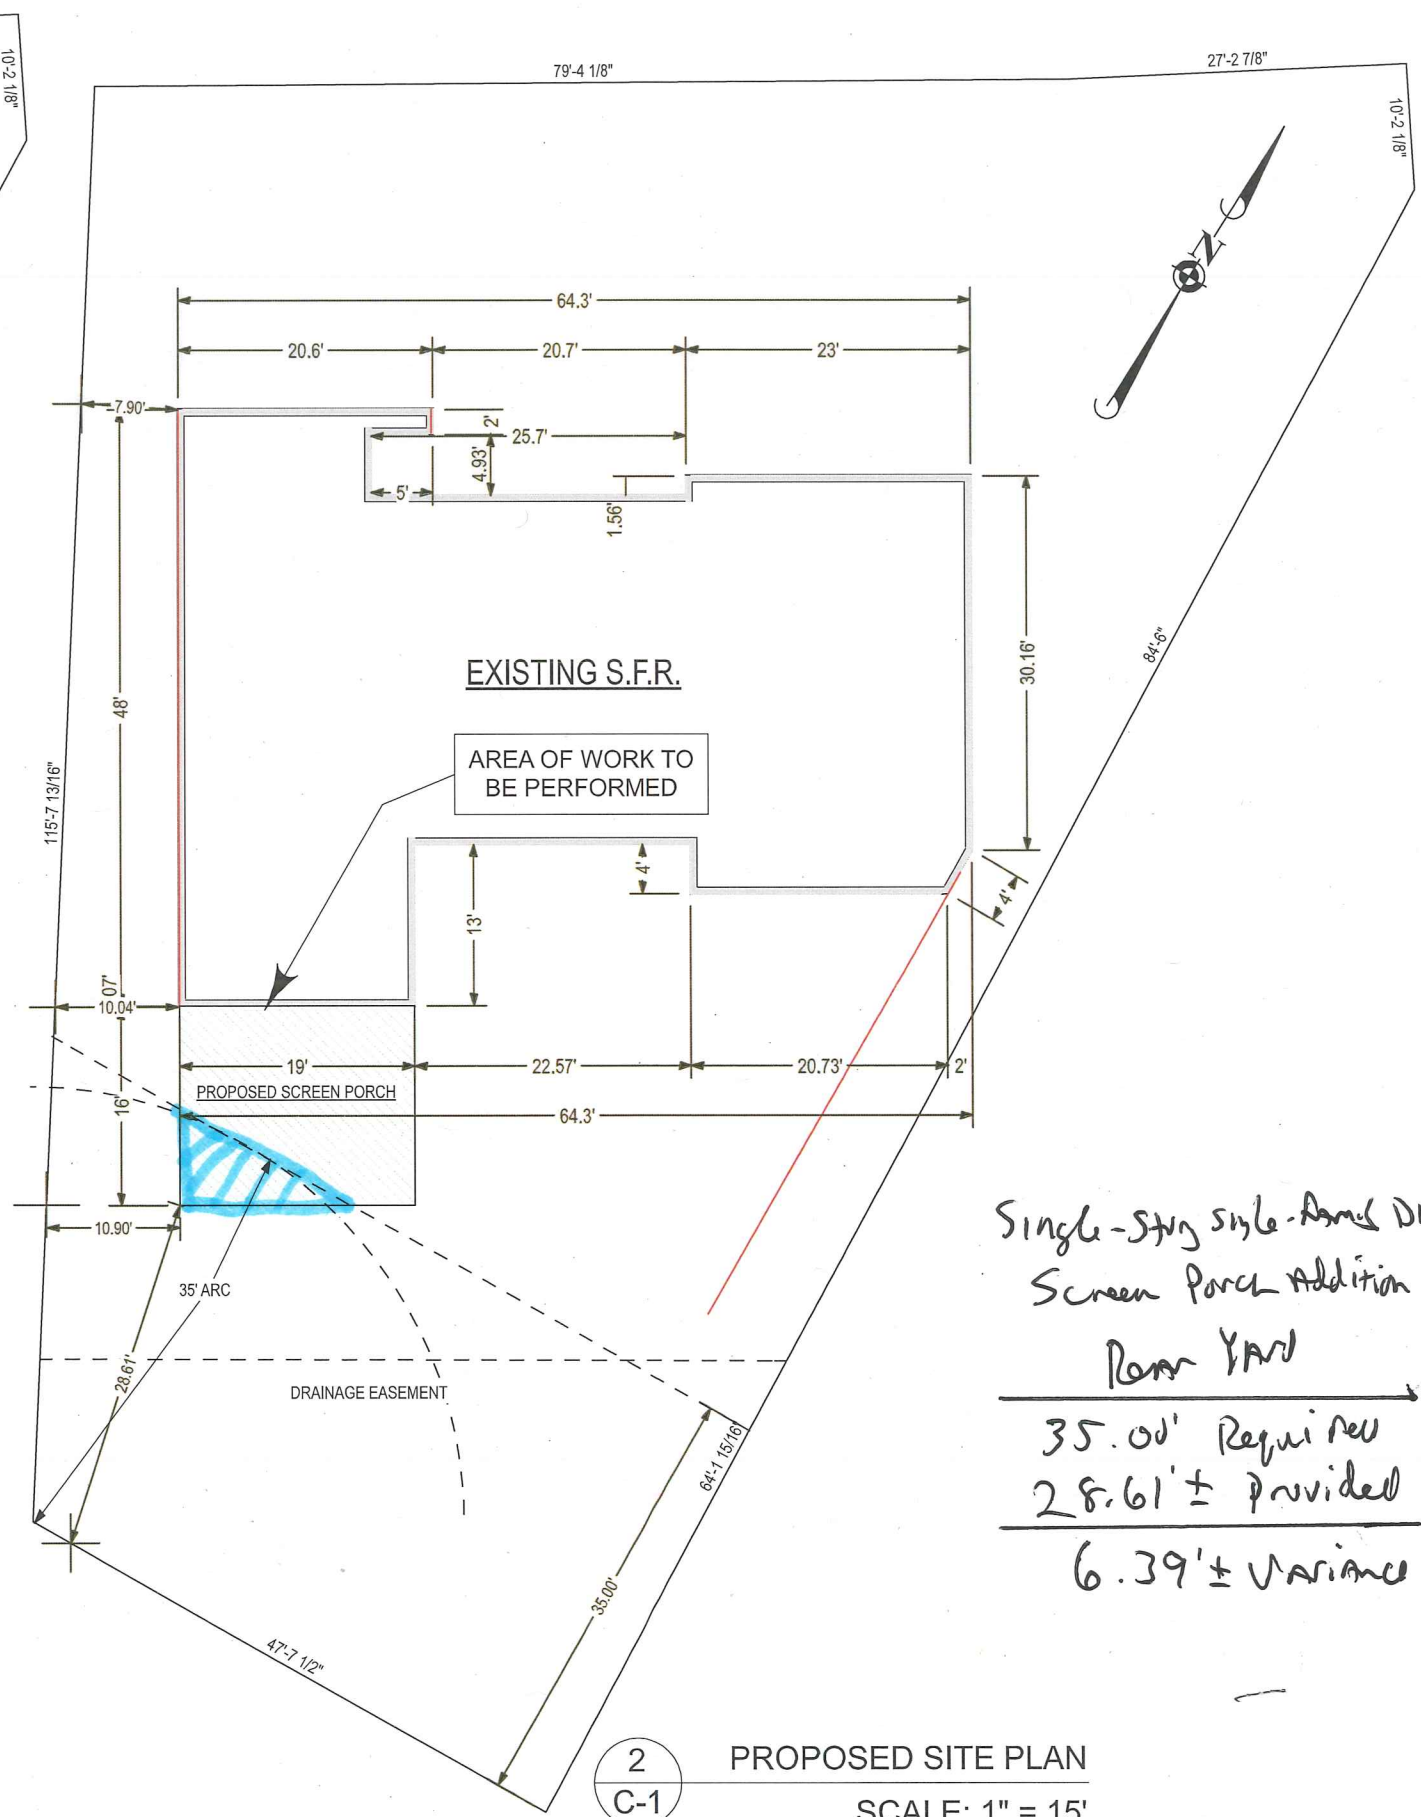 10'-2 1/8"
79'-4 1/8"
27'-2 7/8"
10'-2 1/8"
N
64.3'
20.6'
20.7'
23'
7.90'
2'
25.7'
4.93'
5'
1.56'
30.16'
EXISTING S.F.R.
84'-6"
48'
AREA OF WORK TO
BE PERFORMED
115'-7 13/16"
4'
4'
13'
07'
10.04'
19'
22.57'
20.73'
2'
PROPOSED SCREEN PORCH
16'
64.3'
10.90'
35' ARC
28.61'
DRAINAGE EASEMENT
64'-1 15/16"
35.00'
47'-7 1/2"
Single-Story
Screen Porch Addition
Rear Yard
35.00' Required
28.61'± Provided
6.39'± Variance
2
C-1
PROPOSED SITE PLAN
SCALE: 1" = 15'